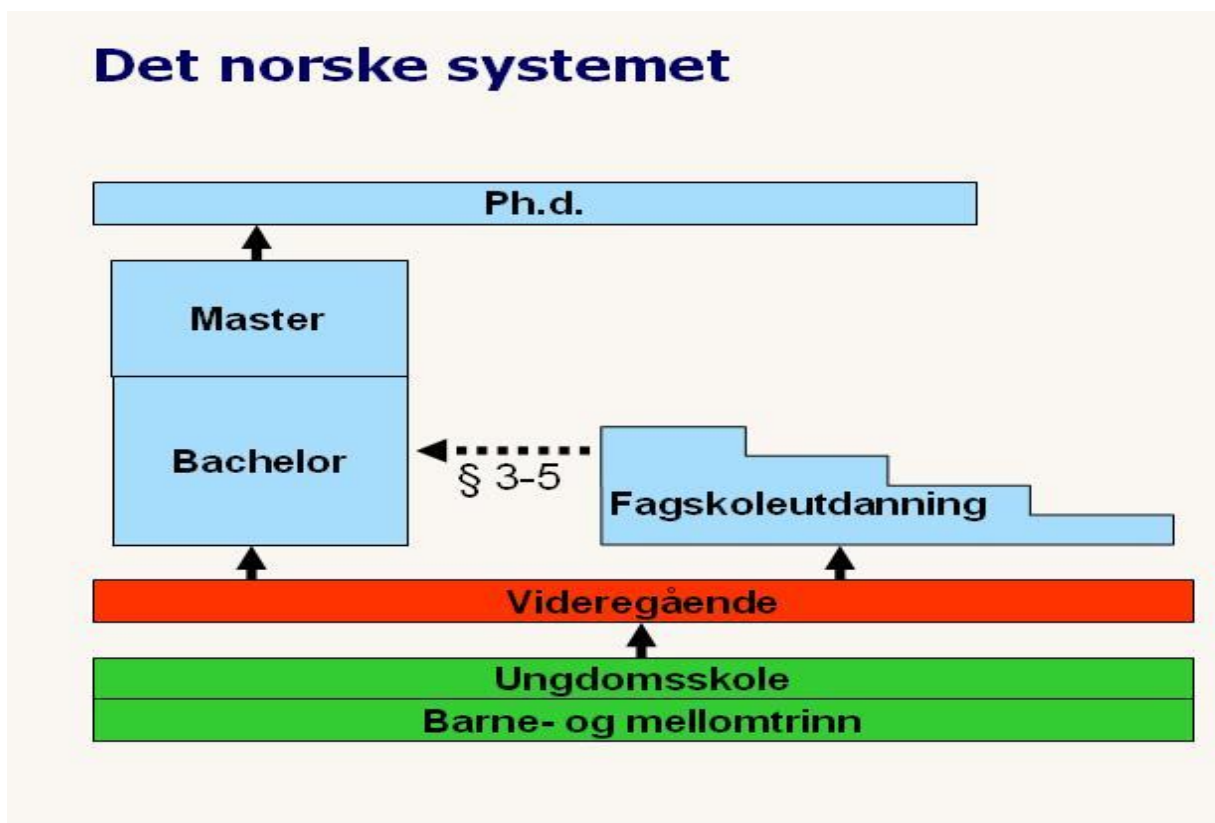 Det norske systemet
Ph.d.
Master
Bachelor
§ 3-5
Fagskoleutdanning
Videregående
Ungdomsskole
Barne- og mellomtrinn